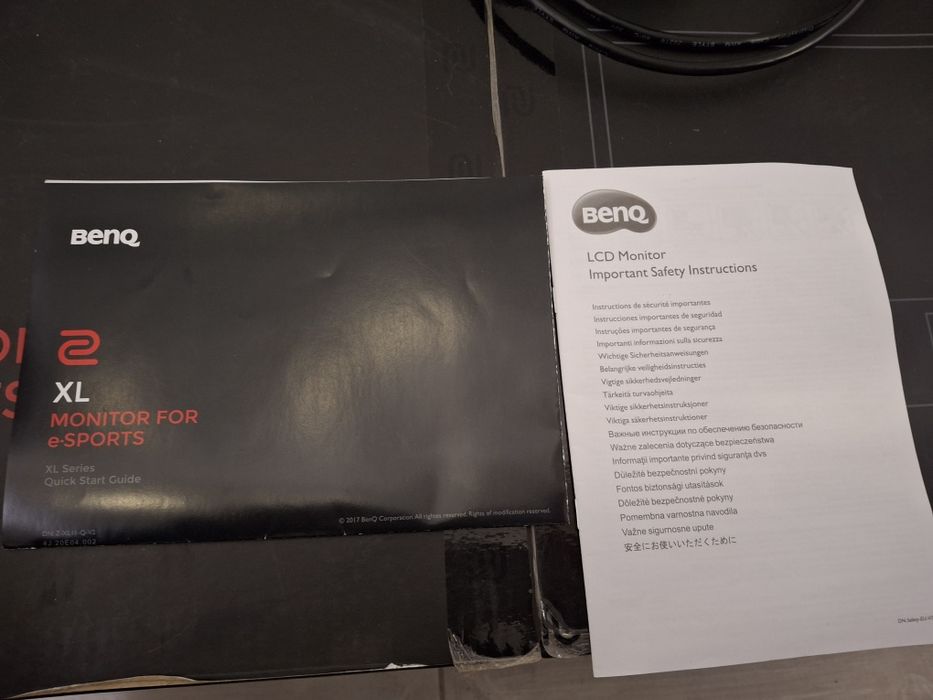 BenQ
XL
MONITOR FOR
e-SPORTS
XL Series
Quick Start Guide
© 2017 BenQ Corporation All rights reserved. Rights of modification reserved.
4J.20E04.002
BenQ
LCD Monitor
Important Safety Instructions
Instructions de sécurité importantes
Instrucciones importantes de seguridad
Instruções importantes de segurança
Importanti informazioni sulla sicurezza
Wichtige Sicherheitsanweisungen
Belangrijke veiligheidsinstructies
Vigtige sikkerhedsvejledninger
Tärkeitä turvaohjeita
Viktige sikkerhetsinstruksjoner
Viktiga säkerhetsinstruktioner
Важные инструкции по обеспечению безопасности
Ważne zalecenia dotyczące bezpieczeństwa
Informaţii importante privind siguranţa dvs
Důležité bezpečnostní pokyny
Fontos biztonsági utasítások
Dôležité bezpečnostné pokyny
Pomembna varnostna navodila
Važne sigurnosne upute
安全にお使いいただくために